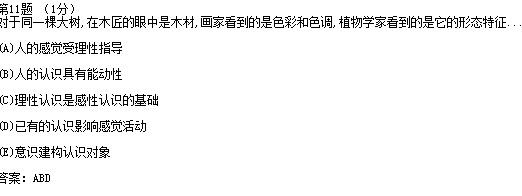 第11题 （1分）
对于同一棵大树,在木匠的眼中是木材,画家看到的是色彩和色调,植物学家看到的是它的形态特征...
(A)人的感觉受理性指导
(B)人的认识具有能动性
(C)理性认识是感性认识的基础
(D)已有的认识影响感觉活动
(E)意识建构认识对象
答案：ABD